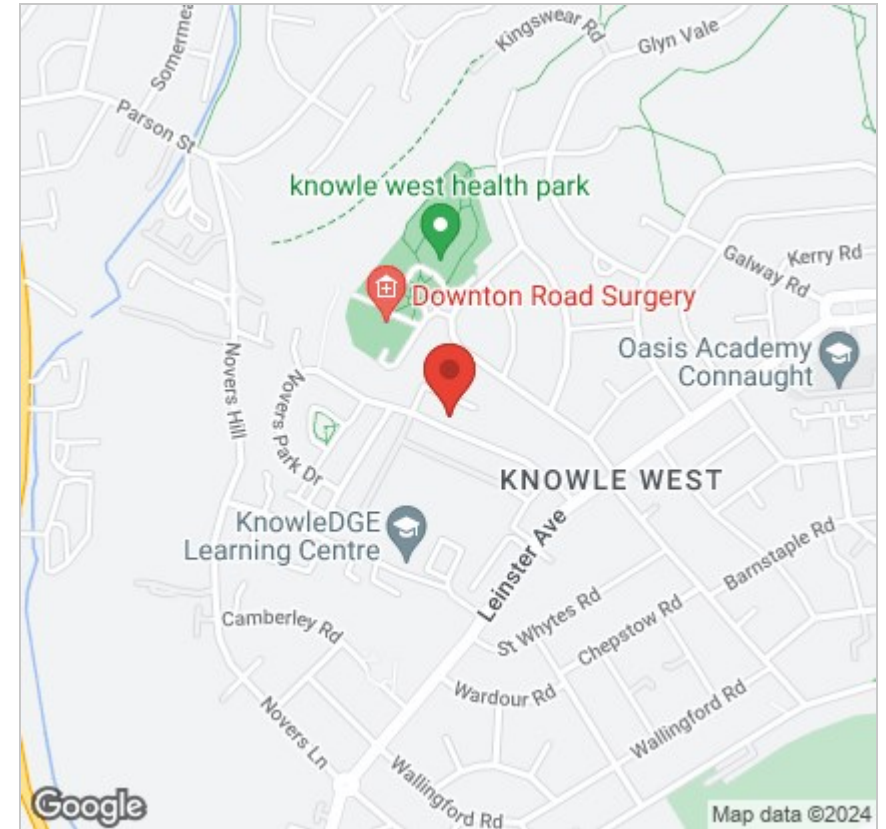 Kingswear Rd
Glyn Vale
Somermea
Parson St
knowle west health park
Galway Rd
Kerry Rd
Downton Road Surgery
Oasis Academy
Connaught
Novers Hill
Novers Park Dr
KNOWLE WEST
KnowleDGE
Learning Centre
Leinster Ave
Barnstaple Rd
St Whytes Rd
Camberley Rd
Chepstow Rd
Wardour Rd
Wallingford Rd
Novers Ln
Wallingford Rd
Google
Map data ©2024